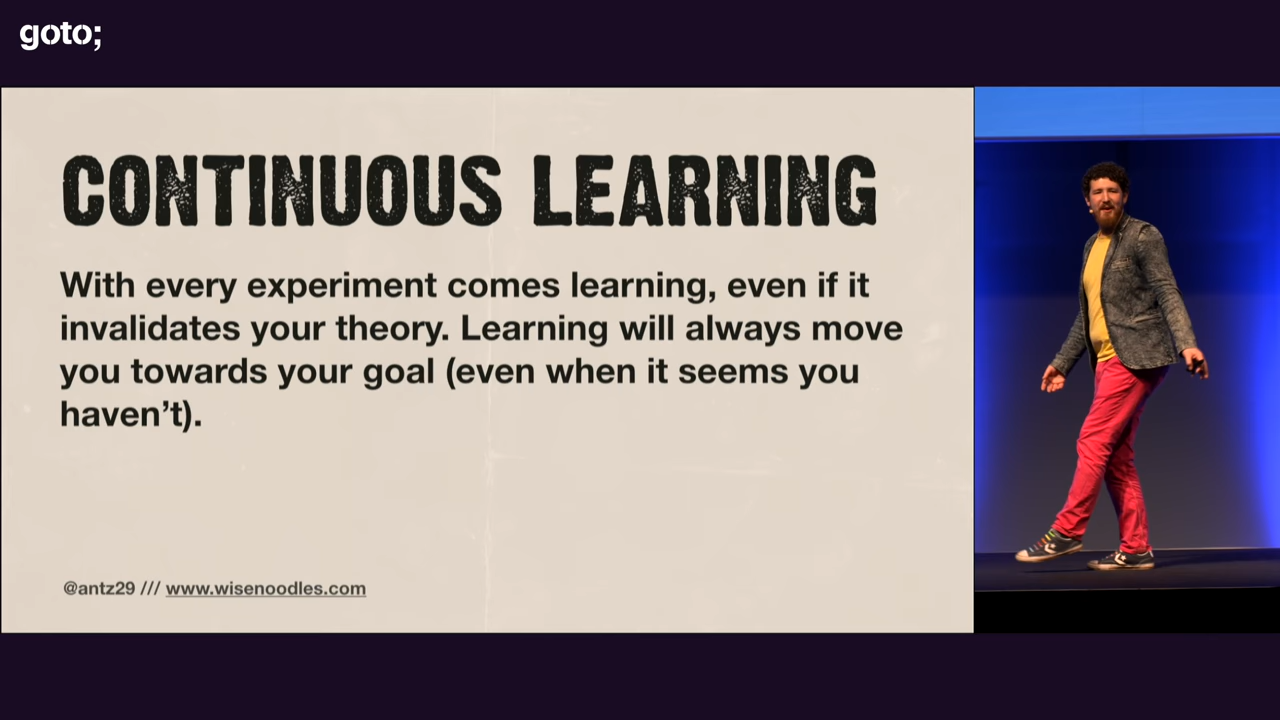 goto;
CONTINUOUS LEARNING
With every experiment comes learning, even if it
invalidates your theory. Learning will always move
you towards your goal (even when it seems you
haven’t).
@antz29 /// www.wisenoodles.com